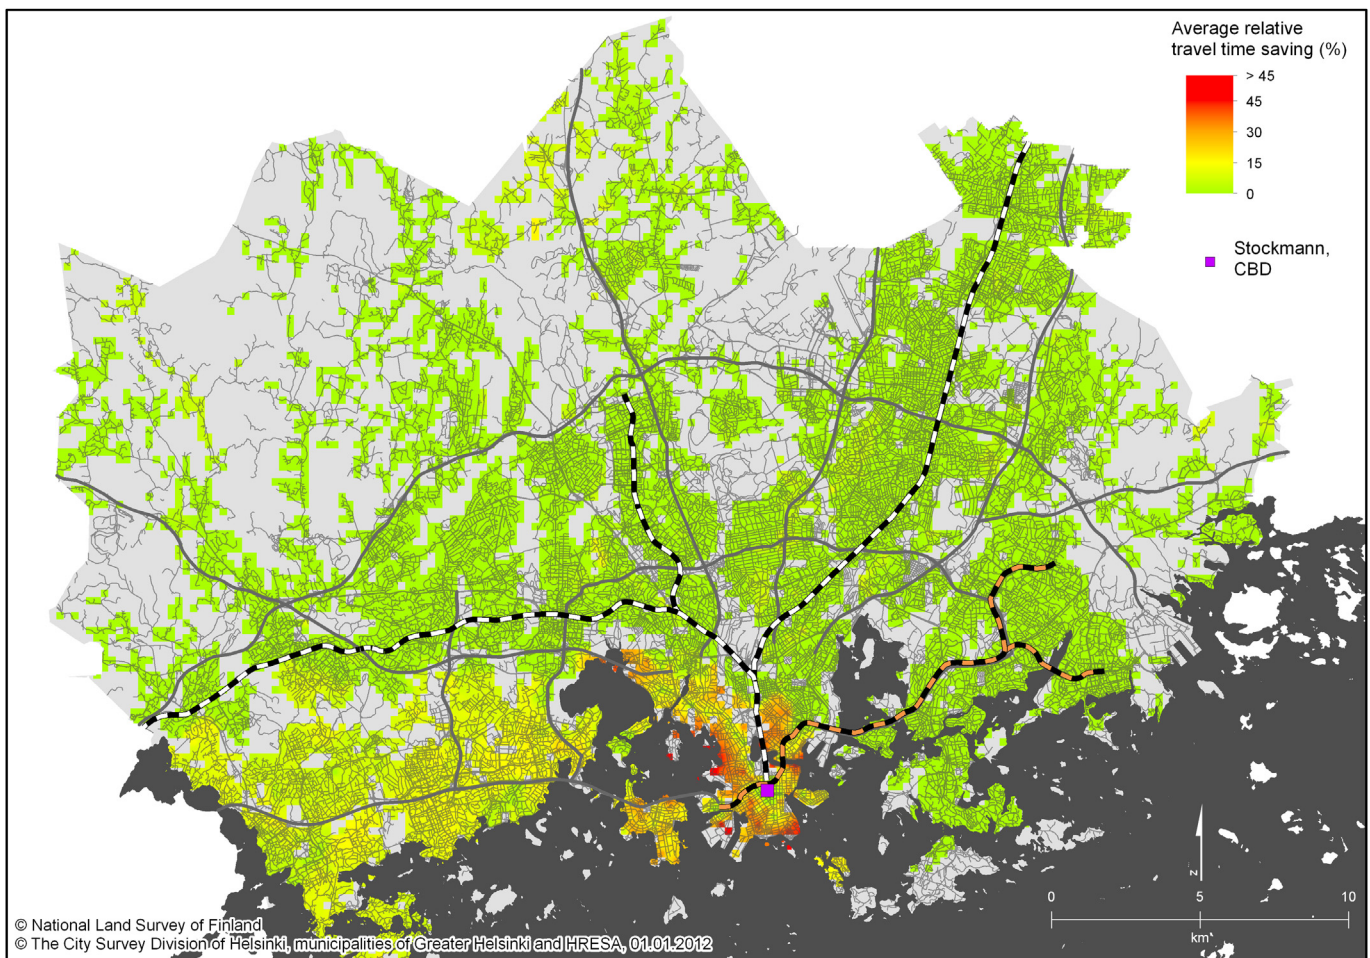 Average relative
travel time saving (%)
> 45
45
30
15
0
Stockmann,
CBD
N
0 5 10
km
© National Land Survey of Finland
© The City Survey Division of Helsinki, municipalities of Greater Helsinki and HRESA, 01.01.2012